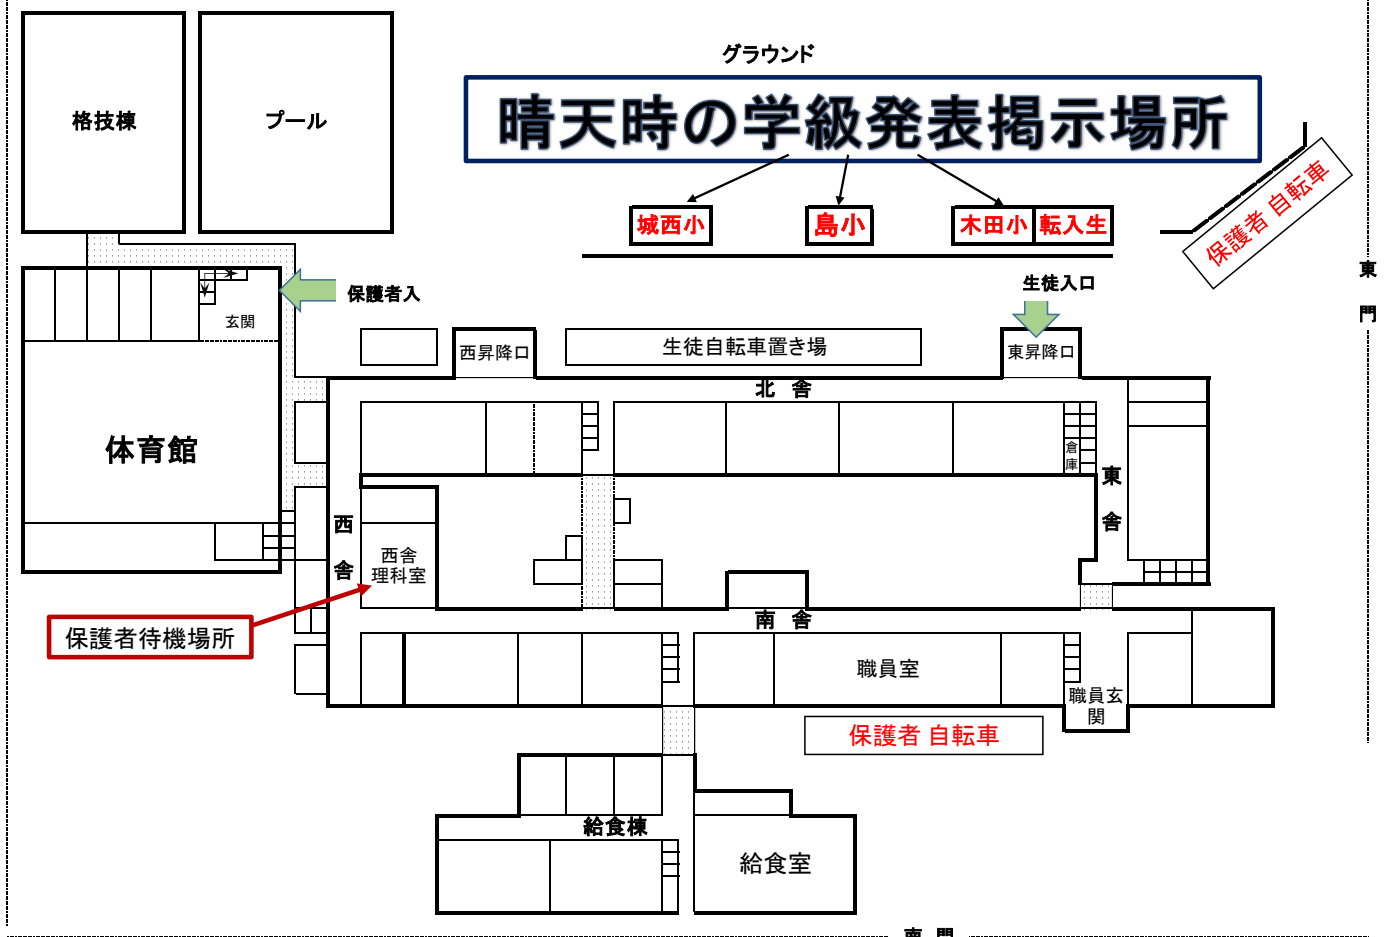 グラウンド
晴天時の学級発表掲示場所
格技棟
プール
城西小
島小
木田小
転入生
保護者 自転車
東
門
生徒入口
保護者入
玄関
西昇降口
生徒自転車置き場
東昇降口
北 舎
体育館
倉
庫
東
舎
西
舎
西舎
理科室
保護者待機場所
南 舎
職員室
職員玄
関
保護者 自転車
給食棟
給食室
南 門